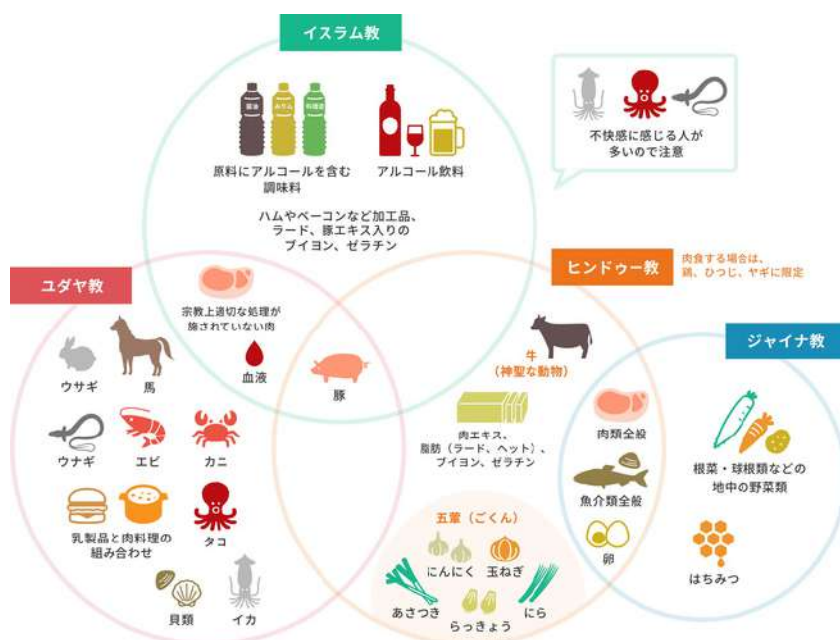 イスラム教
醤油
みりん
料理酒
原料にアルコールを含む
調味料
アルコール飲料
ハムやベーコンなど加工品、
ラード、豚エキス入りの
ブイヨン、ゼラチン
不快感に感じる人が
多いので注意
ユダヤ教
宗教上適切な処理が
施されていない肉
血液
豚
ウサギ
馬
ウナギ
エビ
カニ
乳製品と肉料理の
組み合わせ
タコ
貝類
イカ
ヒンドゥー教
肉食する場合は、
鶏、ひつじ、ヤギに限定
牛
（神聖な動物）
肉エキス、
脂肪（ラード、ヘット）、
ブイヨン、ゼラチン
五葷（ごくん）
にんにく
玉ねぎ
あさつき
らっきょう
にら
肉類全般
魚介類全般
卵
ジャイナ教
根菜・球根類などの
地中の野菜類
はちみつ